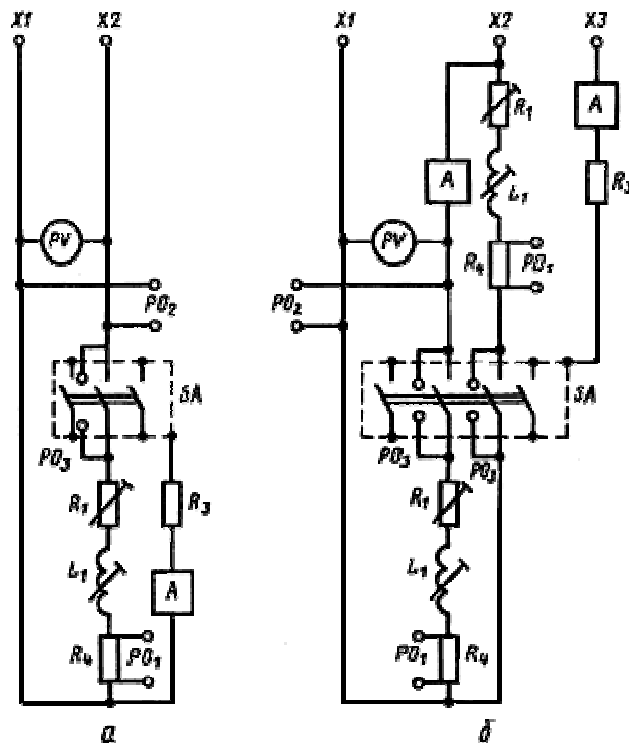 X1 X2
PV
PO2
SA
PO3
R1 R3
L1
A
R4 PO1
а
X1 X2 X3
R1 A
A L1 R3
PV R4 PO1
PO2
SA
PO3 PO3
R1
L1
PO1 R4
б